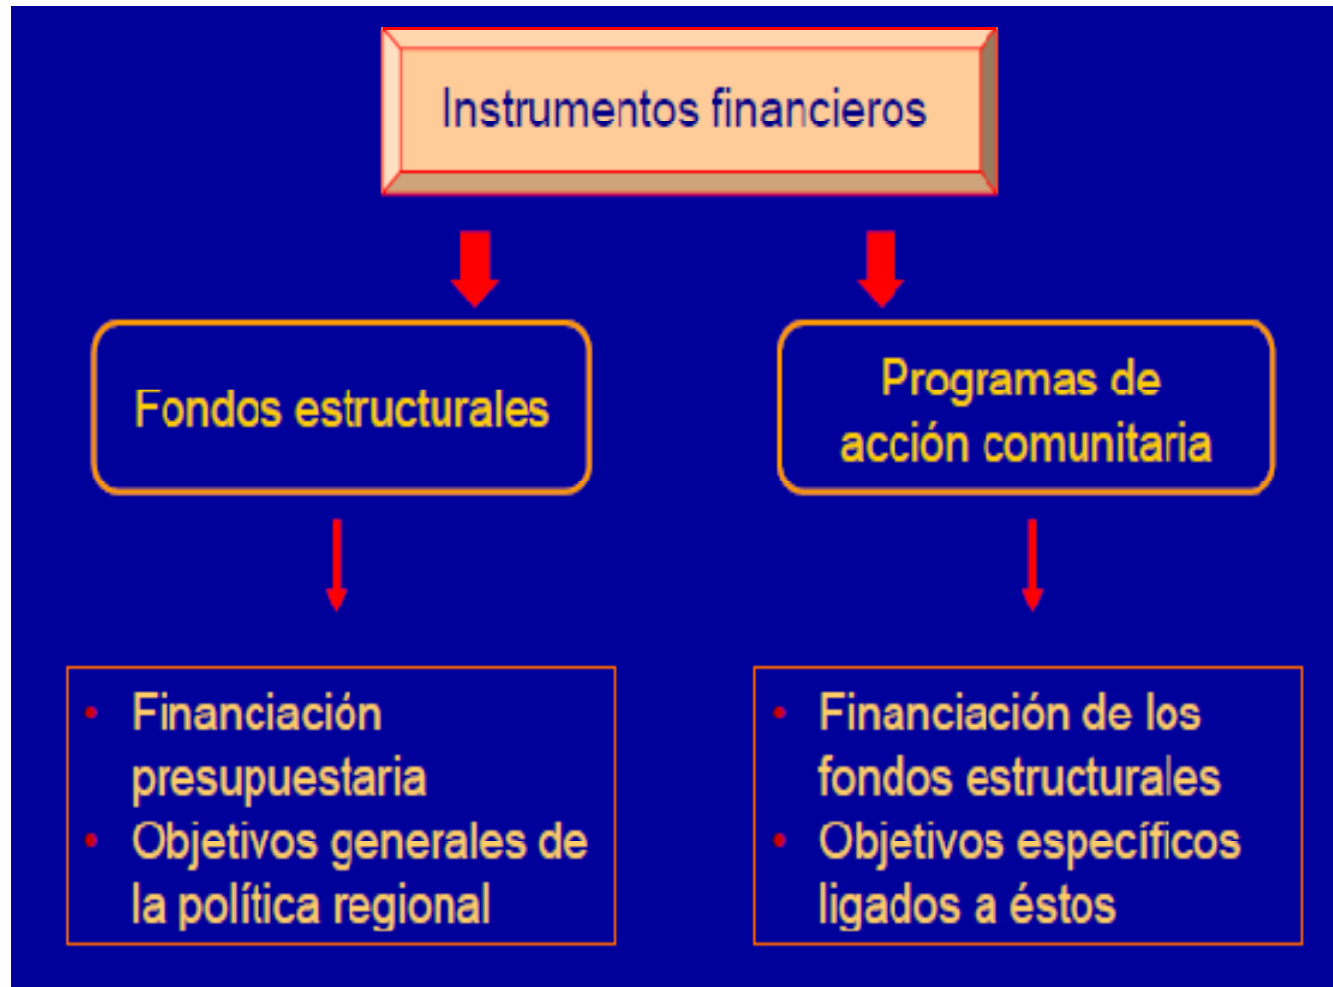 Instrumentos financieros
Fondos estructurales
Programas de
acción comunitaria
• Financiación
presupuestaria
• Objetivos generales de
la política regional
• Financiación de los
fondos estructurales
• Objetivos específicos
ligados a éstos